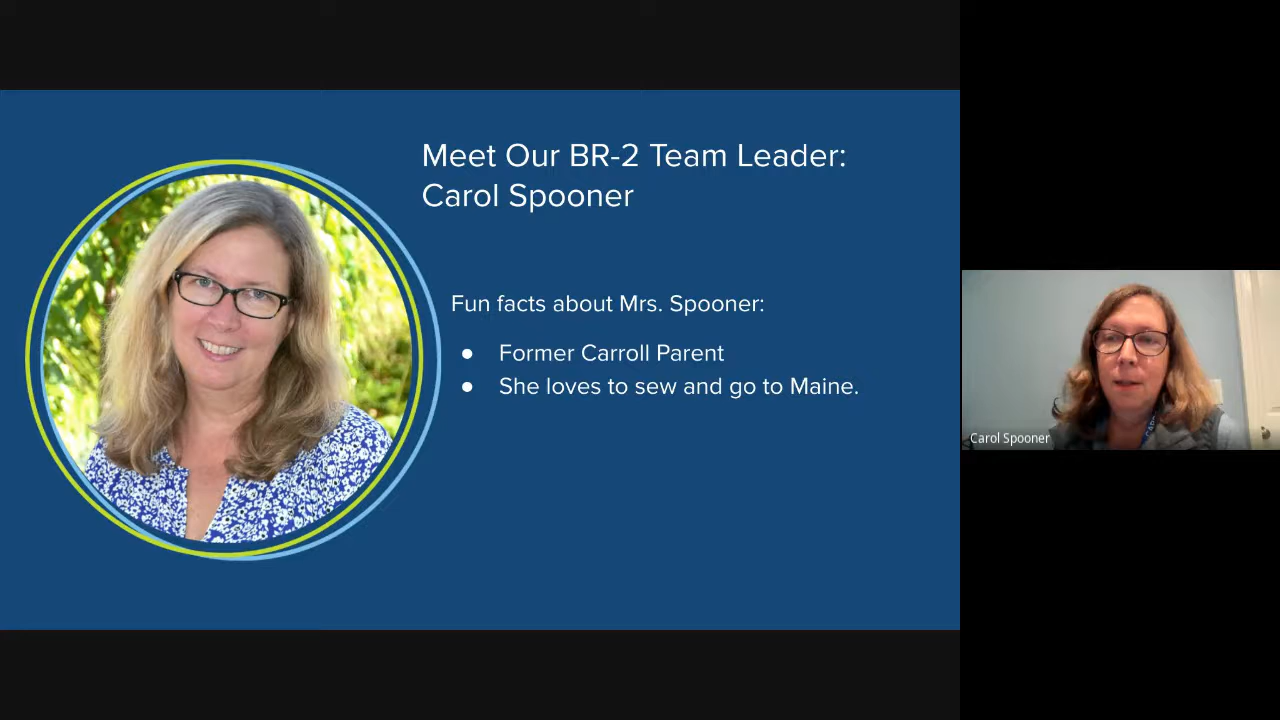 Meet Our BR-2 Team Leader:
Carol Spooner
Fun facts about Mrs. Spooner:
● Former Carroll Parent
● She loves to sew and go to Maine.
Carol Spooner